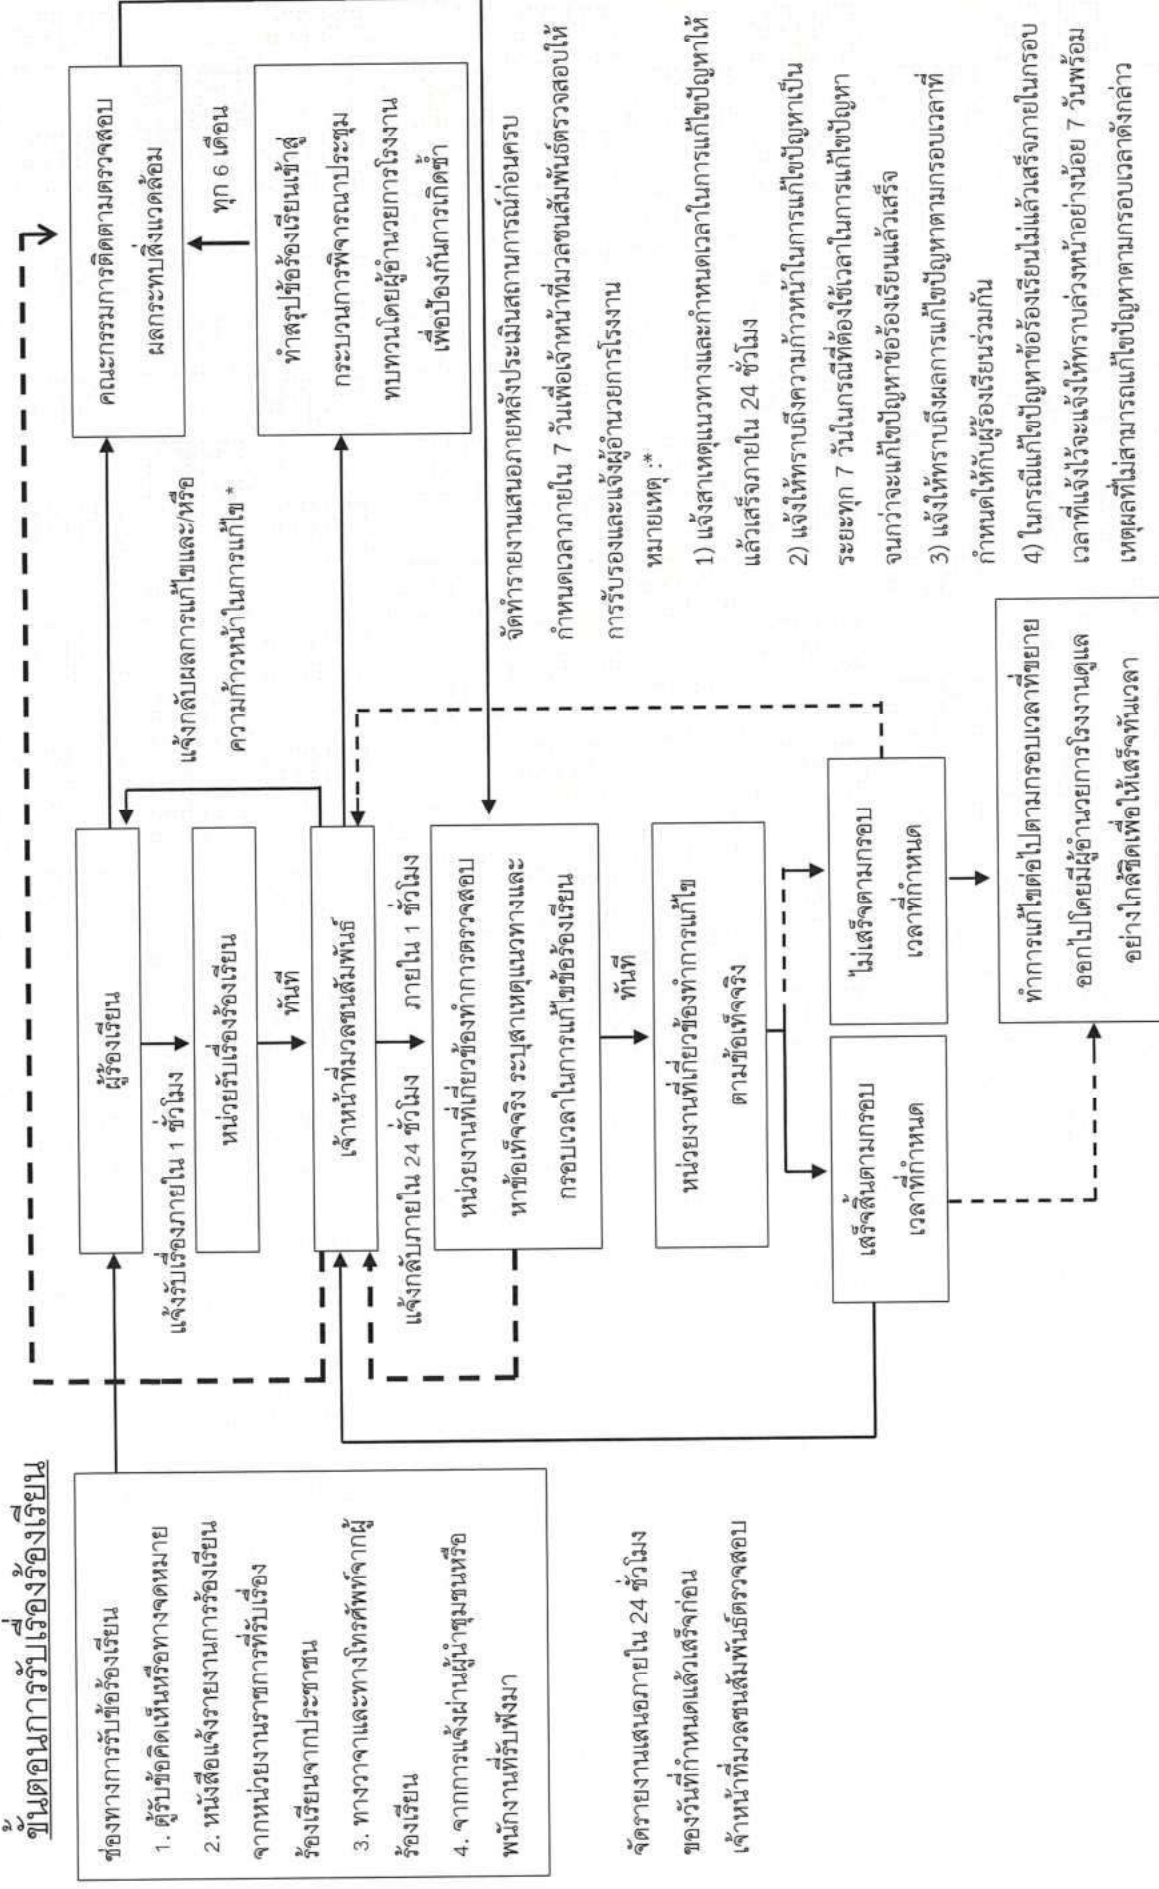 ขั้นตอนการรับเรื่องร้องเรียน
ช่องทางการรับข้อร้องเรียน
1. ตู้รับข้อคิดเห็นหรือทางจดหมาย
2. หนังสือแจ้งรายงานการร้องเรียน
จากหน่วยงานราชการที่รับเรื่อง
ร้องเรียนจากประชาชน
3. ทางวาจาและทางโทรศัพท์จากผู้
ร้องเรียน
4. จากการแจ้งผ่านผู้นำชุมชนหรือ
พนักงานที่รับฟังมา
จัดรายงานเสนอภายใน 24 ชั่วโมง
ของวันที่กำหนดแล้วเสร็จก่อน
เจ้าหน้าที่มวลชนสัมพันธ์ตรวจสอบ
ผู้ร้องเรียน
แจ้งรับเรื่องภายใน 1 ชั่วโมง
หน่วยรับเรื่องร้องเรียน
ทันที
เจ้าหน้าที่มวลชนสัมพันธ์
แจ้งกลับภายใน 24 ชั่วโมง
ภายใน 1 ชั่วโมง
หน่วยงานที่เกี่ยวข้องทำการตรวจสอบ
หาข้อเท็จจริง ระบุสาเหตุแนวทางและ
กรอบเวลาในการแก้ไขข้อร้องเรียน
ทันที
หน่วยงานที่เกี่ยวข้องทำการแก้ไข
ตามข้อเท็จจริง
เสร็จสิ้นตามกรอบ
เวลาที่กำหนด
ไม่เสร็จตามกรอบ
เวลาที่กำหนด
ทำการแก้ไขต่อไปตามกรอบเวลาที่ขยาย
ออกไปโดยมีผู้อำนวยการโรงงานดูแล
อย่างใกล้ชิดเพื่อให้เสร็จทันเวลา
แจ้งกลับผลการแก้ไขและ/หรือ
ความก้าวหน้าในการแก้ไข *
คณะกรรมการติดตามตรวจสอบ
ผลกระทบสิ่งแวดล้อม
ทุก 6 เดือน
ทำสรุปข้อร้องเรียนเข้าสู่
กระบวนการพิจารณาประชุม
ทบทวนโดยผู้อำนวยการโรงงาน
เพื่อป้องกันการเกิดซ้ำ
จัดทำรายงานเสนอภายหลังประเมินสถานการณ์ก่อนครบ
กำหนดเวลาภายใน 7 วันเพื่อเจ้าหน้าที่มวลชนสัมพันธ์ตรวจสอบให้
การรับรองและแจ้งผู้อำนวยการโรงงาน
หมายเหตุ :*
1) แจ้งสาเหตุแนวทางและกำหนดเวลาในการแก้ไขปัญหาให้
แล้วเสร็จภายใน 24 ชั่วโมง
2) แจ้งให้ทราบถึงความก้าวหน้าในการแก้ไขปัญหาเป็น
ระยะทุก 7 วันในกรณีที่ต้องใช้เวลาในการแก้ไขปัญหา
จนกว่าจะแก้ไขปัญหาข้อร้องเรียนแล้วเสร็จ
3) แจ้งให้ทราบถึงผลการแก้ไขปัญหาตามกรอบเวลาที่
กำหนดให้กับผู้ร้องเรียนร่วมกัน
4) ในกรณีแก้ไขปัญหาข้อร้องเรียนไม่แล้วเสร็จภายในกรอบ
เวลาที่แจ้งไว้จะแจ้งให้ทราบล่วงหน้าอย่างน้อย 7 วันพร้อม
เหตุผลที่ไม่สามารถแก้ไขปัญหาตามกรอบเวลาดังกล่าว